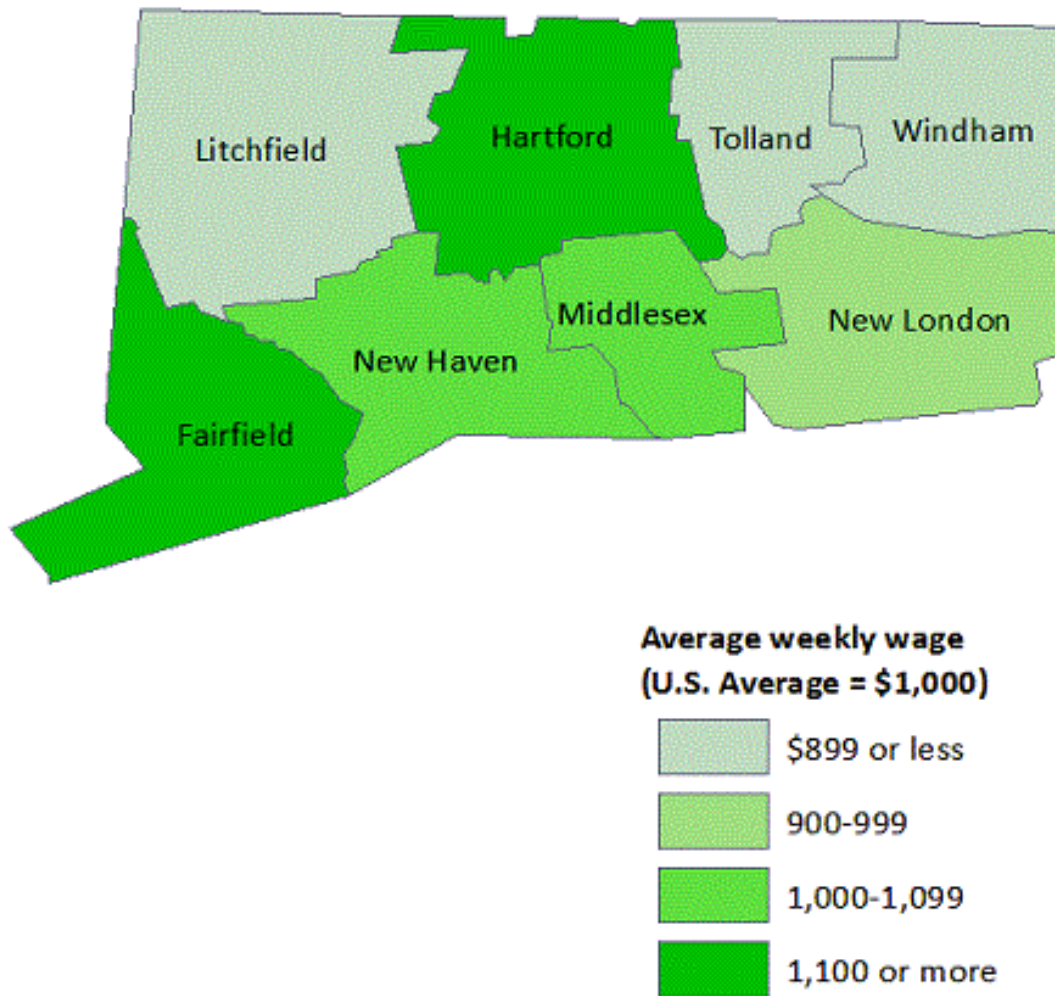 Litchfield
Hartford
Tolland
Windham
New Haven
Middlesex
New London
Fairfield
Average weekly wage
(U.S. Average = $1,000)
$899 or less
900-999
1,000-1,099
1,100 or more